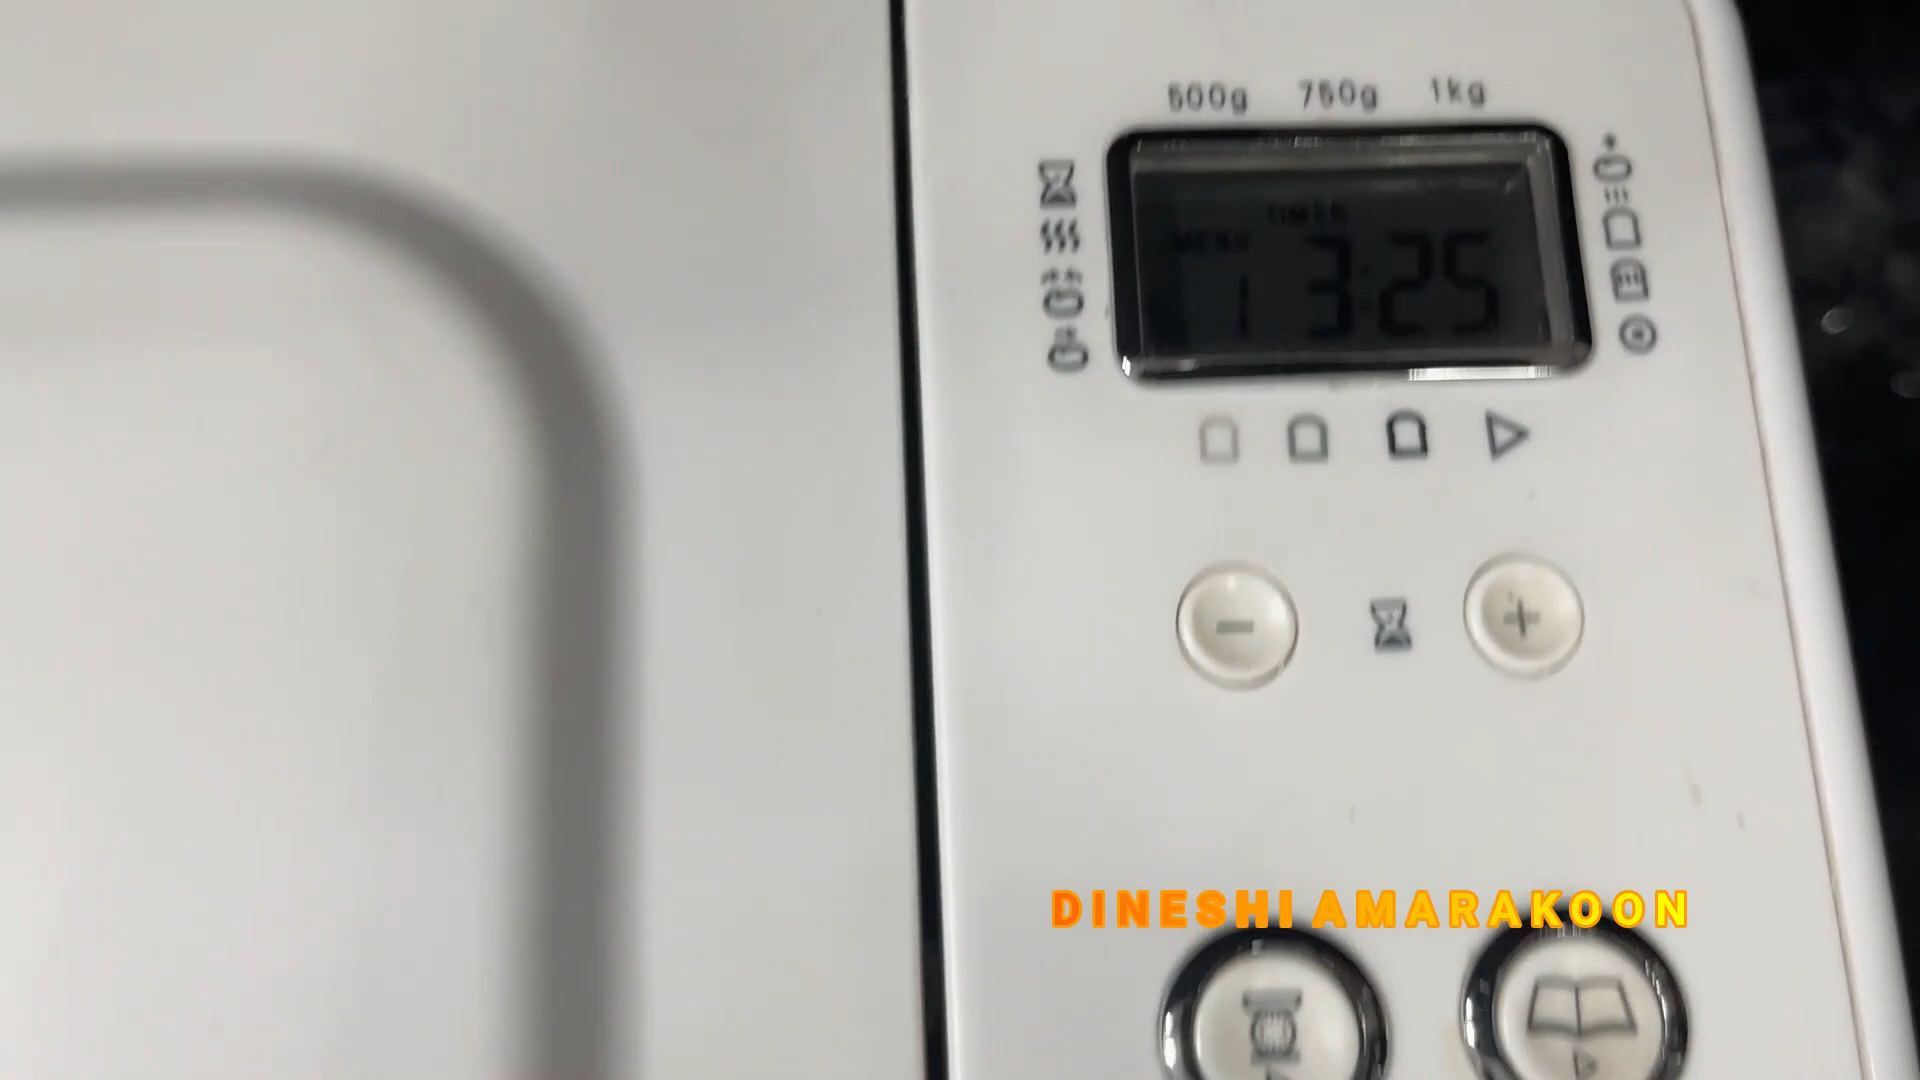 500g 750g 1kg
TIMER
MENU
1 3:25
- +
DINESHI AMARAKOON